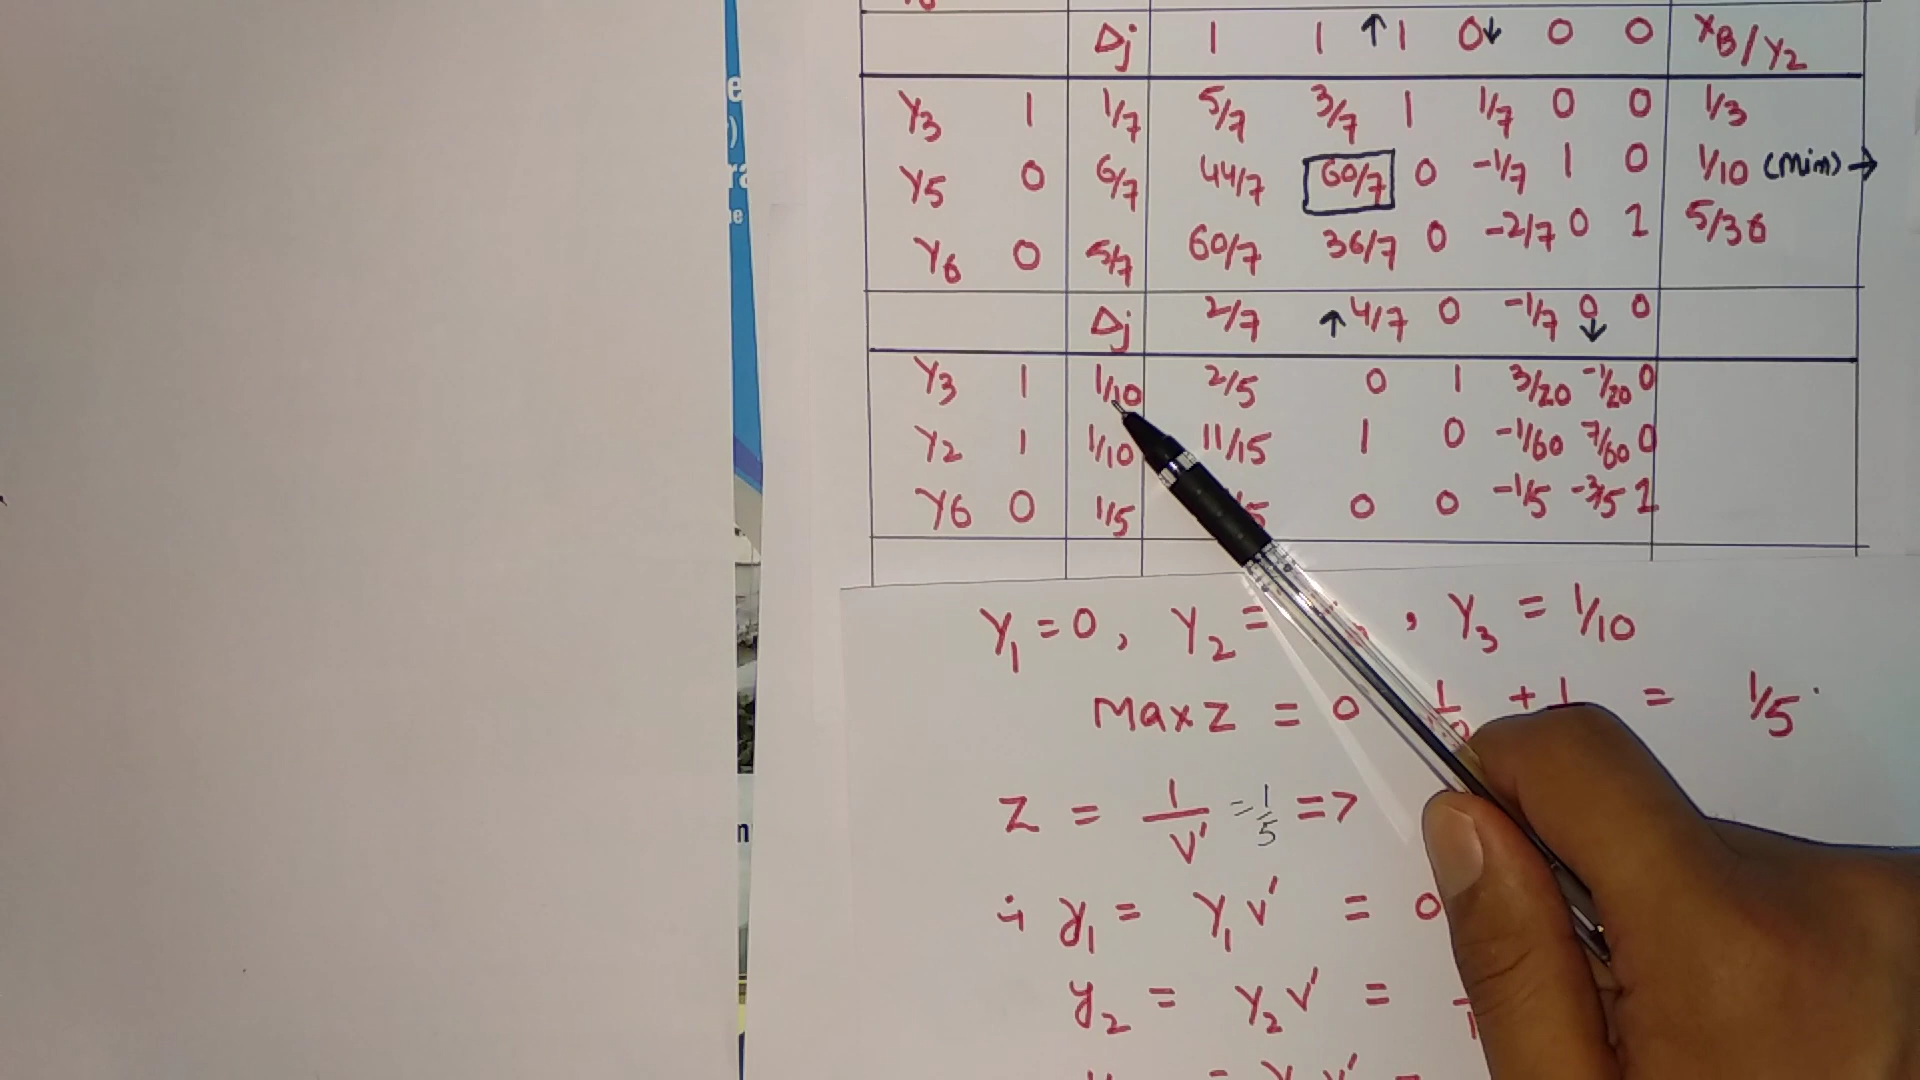 Δj 1 1 ↑ 1 0↓ 0 0 XB/Y2
Y3 1 1/7 5/7 3/7 1 1/7 0 0 1/3
Y5 0 6/7 44/7 60/7 0 -1/7 1 0 1/10 (Min) →
Y6 0 5/7 60/7 36/7 0 -2/7 0 1 5/36
Δj 2/7 ↑ 4/7 0 -1/7 0↓ 0
Y3 1 1/10 2/5 0 1 3/20 -1/20 0
Y2 1 1/10 11/15 1 0 -1/60 7/60 0
Y6 0 1/5 0 0 -1/5 -3/5 1
Y1 = 0, Y2 = , Y3 = 1/10
Max Z = 0 + = 1/5
Z = 1/V' = 1/5 =>
∴ y1 = Y1 V' = 0
y2 = Y2 V' =